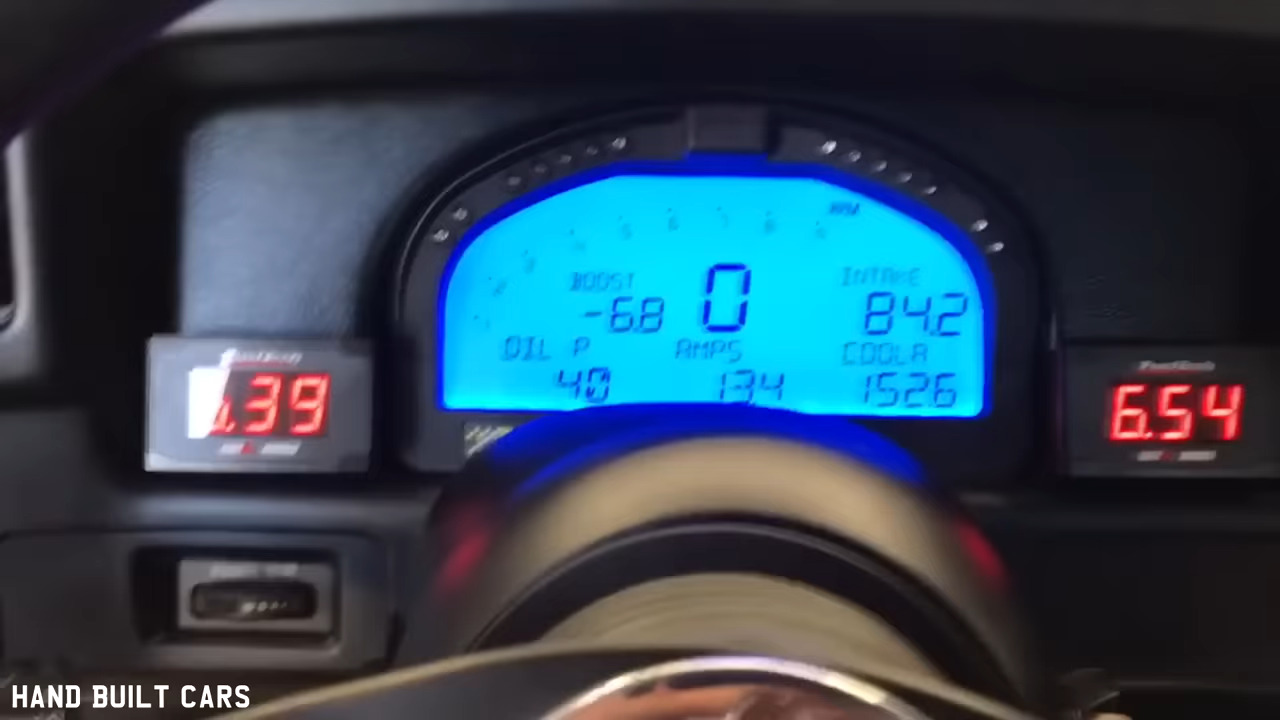 BOOST
-6.8
0
INTAKE
84.2
OIL P
40
AMPS
13.4
COOLA
152.6
.39
6.54
HAND BUILT CARS